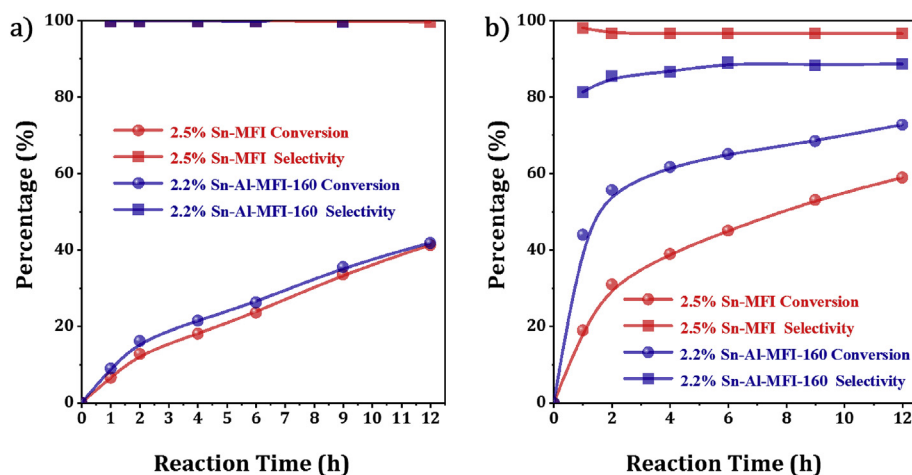 a)
Percentage (%)
100
80
60
40
20
0
2.5% Sn-MFI Conversion
2.5% Sn-MFI Selectivity
2.2% Sn-Al-MFI-160 Conversion
2.2% Sn-Al-MFI-160 Selectivity
0 1 2 3 4 5 6 7 8 9 10 11 12
Reaction Time (h)
b)
Percentage (%)
100
80
60
40
20
0
2.5% Sn-MFI Conversion
2.5% Sn-MFI Selectivity
2.2% Sn-Al-MFI-160 Conversion
2.2% Sn-Al-MFI-160 Selectivity
0 2 4 6 8 10 12
Reaction Time (h)